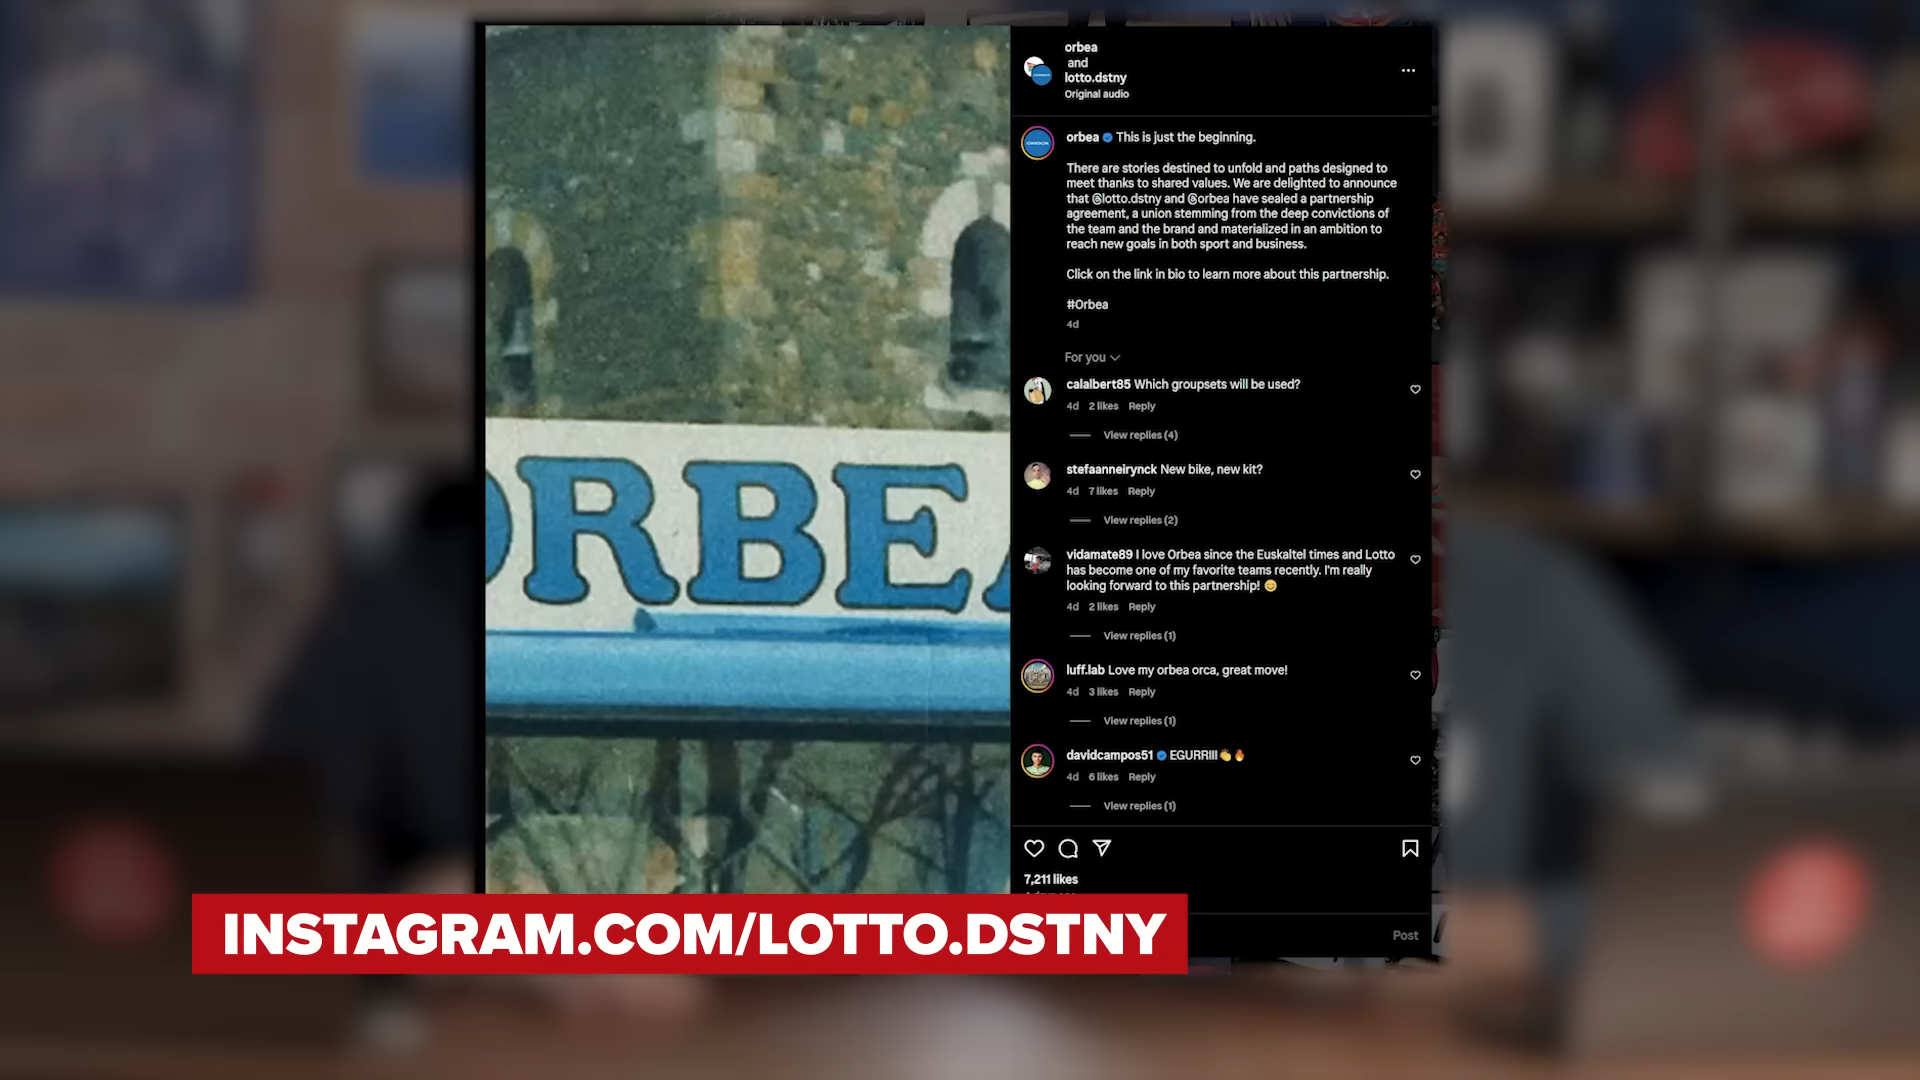 orbea
and
lotto.dstny
Original audio
orbea This is just the beginning.
There are stories destined to unfold and paths designed to
meet thanks to shared values. We are delighted to announce
that @lotto.dstny and @orbea have sealed a partnership
agreement, a union stemming from the deep convictions of
the team and the brand and materialized in an ambition to
reach new goals in both sport and business.
Click on the link in bio to learn more about this partnership.
#Orbea
4d
For you
calalbert85 Which groupsets will be used?
4d 2 likes Reply
View replies (4)
stefaanneirynck New bike, new kit?
4d 7 likes Reply
View replies (2)
vidamate89 I love Orbea since the Euskaltel times and Lotto
has become one of my favorite teams recently. I'm really
looking forward to this partnership! 😊
4d 2 likes Reply
View replies (1)
luff.lab Love my orbea orca, great move!
4d 3 likes Reply
View replies (1)
davidcampos51 EGURRIII👏🔥
4d 6 likes Reply
View replies (1)
7,211 likes
Post
ORBEA
INSTAGRAM.COM/LOTTO.DSTNY